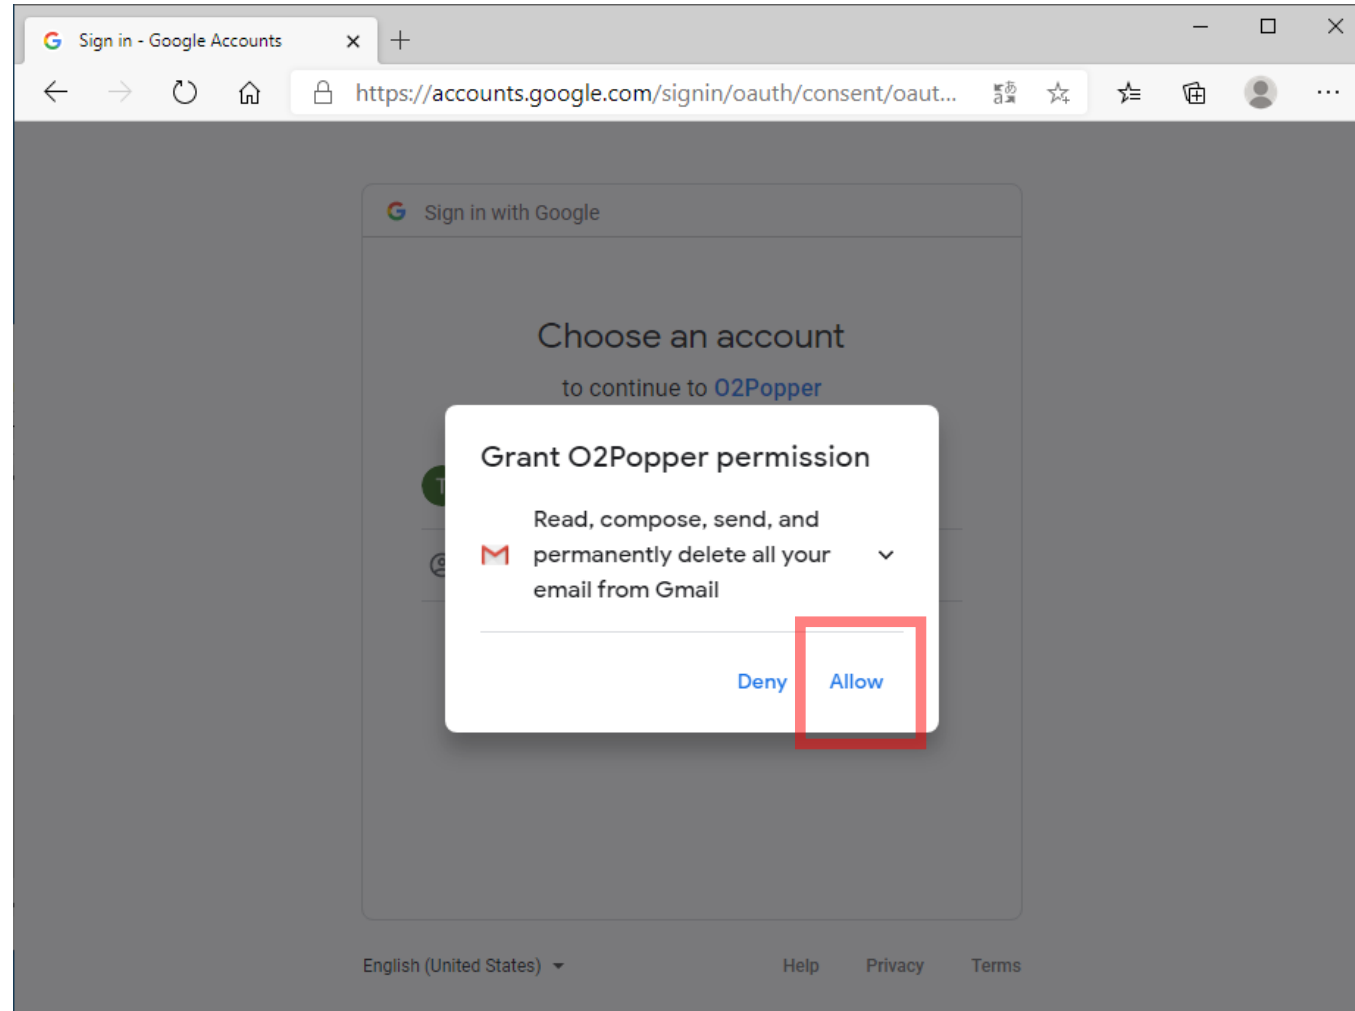 Sign in - Google Accounts
https://accounts.google.com/signin/oauth/consent/oaut...
Sign in with Google
Choose an account
to continue to O2Popper
T
Grant O2Popper permission
Read, compose, send, and
permanently delete all your
email from Gmail
Deny Allow
English (United States) Help Privacy Terms